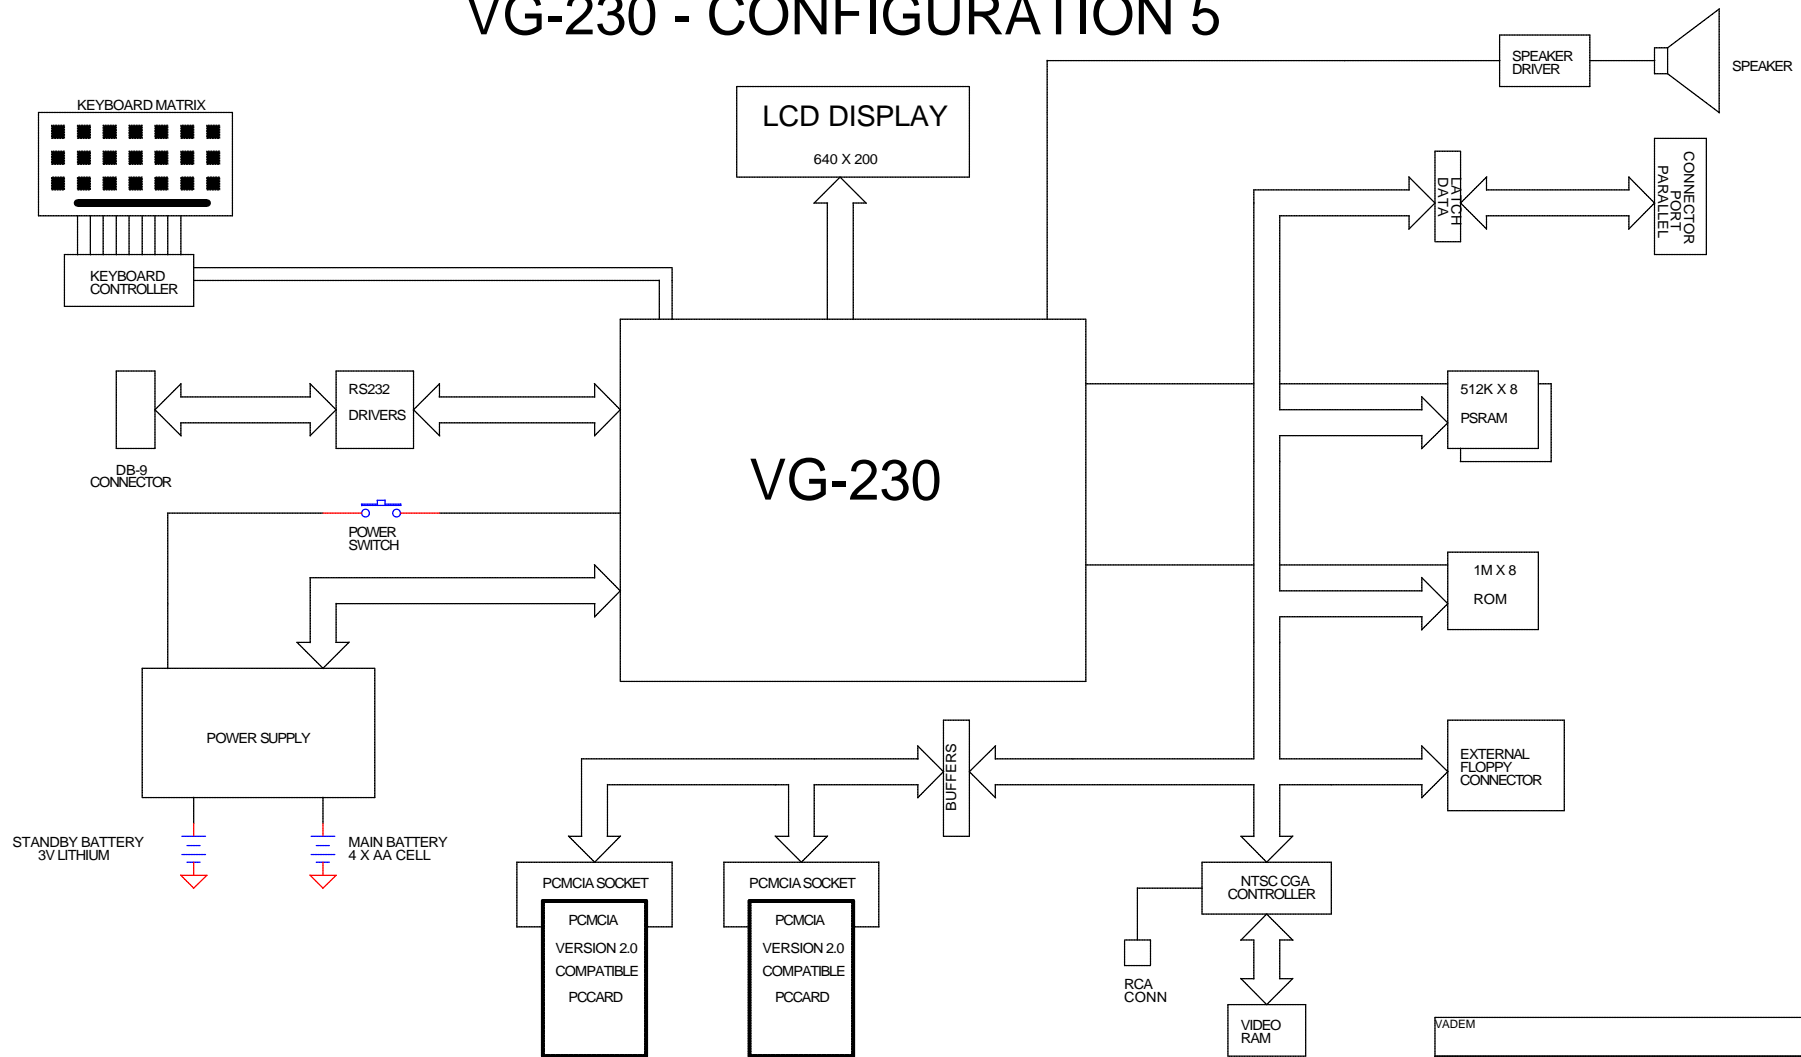 VG-230 - CONFIGURATION 5
SPEAKER
DRIVER
SPEAKER
KEYBOARD MATRIX
LCD DISPLAY
640 X 200
LATCH
DATA
CONNECTOR
PORT
PARALLEL
KEYBOARD
CONTROLLER
RS232
DRIVERS
512K X 8
PSRAM
DB-9
CONNECTOR
VG-230
POWER
SWITCH
1M X 8
ROM
POWER SUPPLY
BUFFERS
EXTERNAL
FLOPPY
CONNECTOR
STANDBY BATTERY
3V LITHIUM
MAIN BATTERY
4 X AA CELL
PCMCIA SOCKET
PCMCIA
VERSION 2.0
COMPATIBLE
PCCARD
PCMCIA SOCKET
PCMCIA
VERSION 2.0
COMPATIBLE
PCCARD
NTSC CGA
CONTROLLER
RCA
CONN
VIDEO
RAM
VADEM